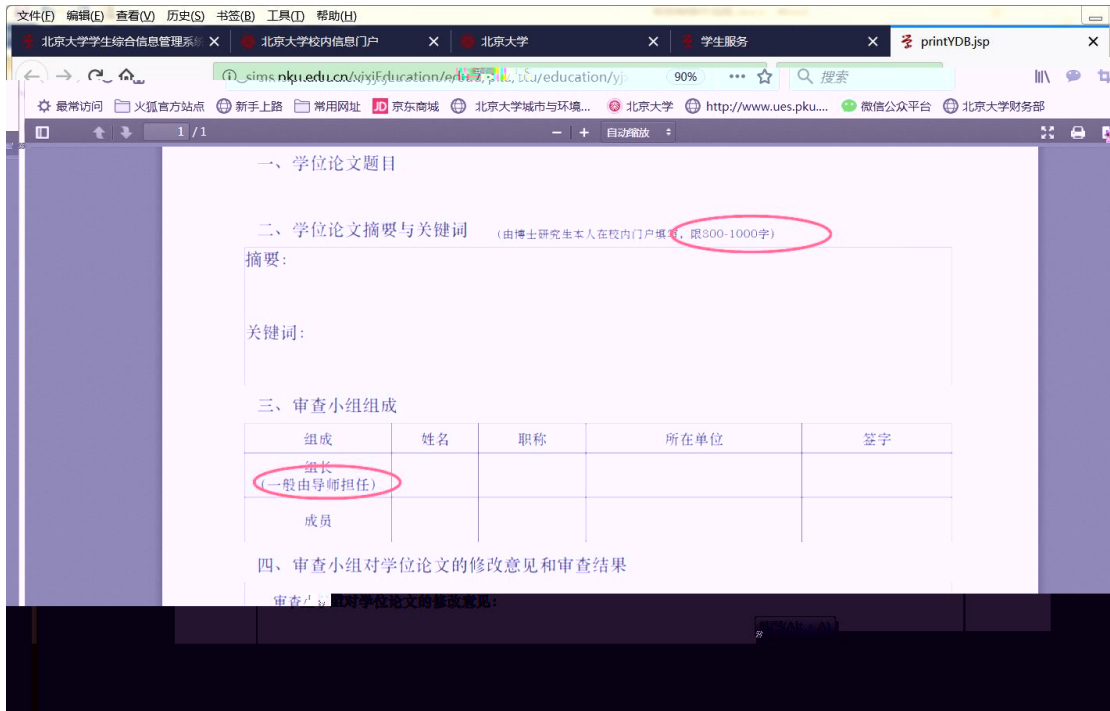 文件(F) 编辑(E) 查看(V) 历史(S) 书签(B) 工具(T) 帮助(H)
北京大学学生综合信息管理系统 北京大学校内信息门户 北京大学 学生服务 printYDB.jsp
90% 搜索
最常访问 火狐官方站点 新手上路 常用网址 JD 京东商城 北京大学城市与环境... 北京大学 http://www.ues.pku.... 微信公众平台 北京大学财务部
1 / 1 — + 自动缩放
一、学位论文题目
二、学位论文摘要与关键词 (由博士研究生本人在校内门户填写，限800-1000字)
摘要：
关键词：
三、审查小组组成
组成 姓名 职称 所在单位 签字
组长
(一般由导师担任)
成员
四、审查小组对学位论文的修改意见和审查结果
审查小组对学位论文的修改意见：